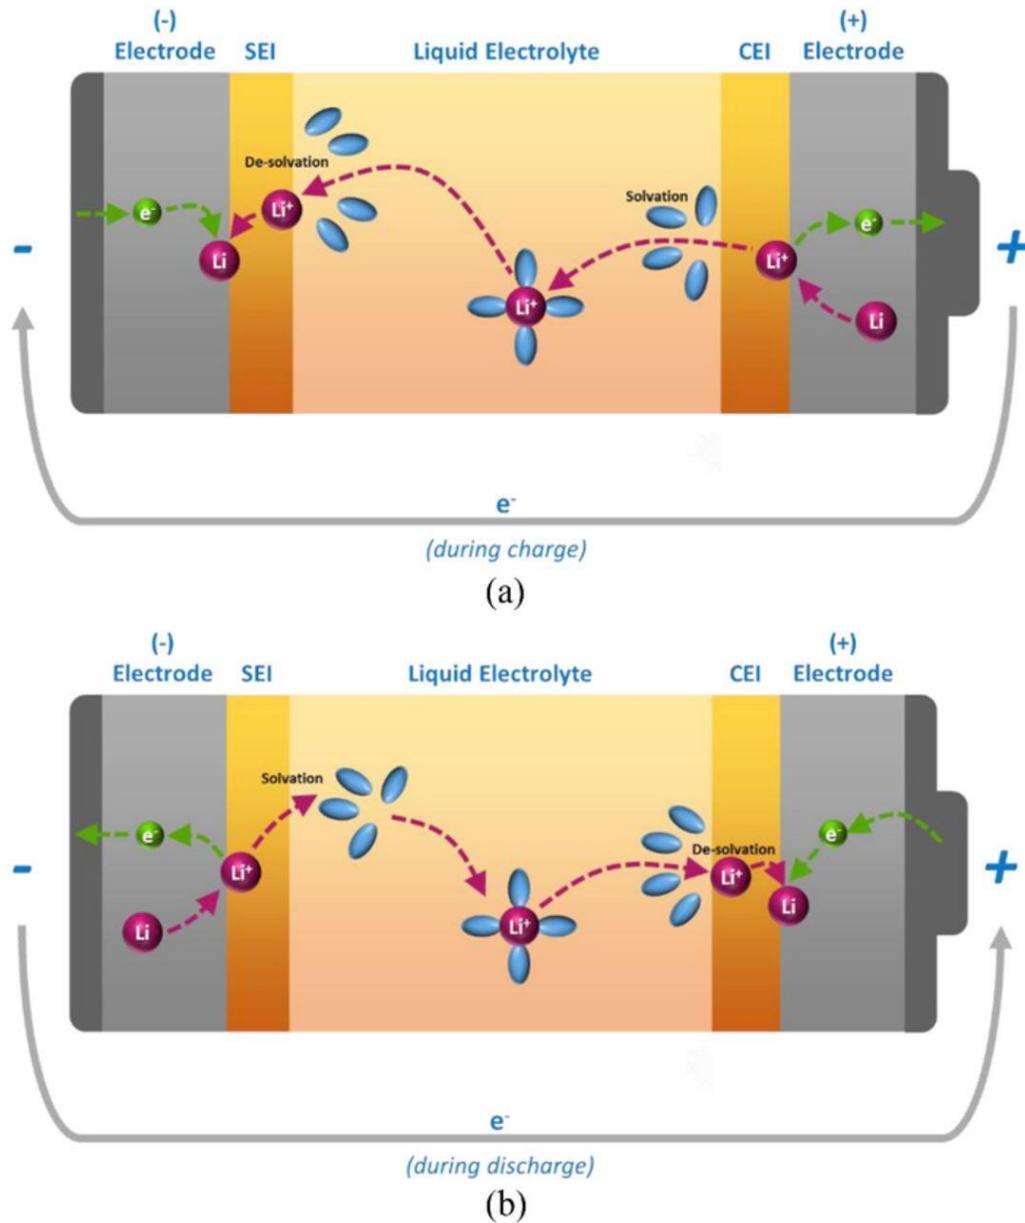 (-) (+)
Electrode SEI Liquid Electrolyte CEI Electrode
De-solvation
Solvation
Li⁺
e⁻
e⁻
- +
Li
Li⁺
Li⁺
Li
e⁻
(during charge)
(a)
(-) (+)
Electrode SEI Liquid Electrolyte CEI Electrode
Solvation
e⁻
e⁻
De-solvation
- +
Li⁺
Li⁺
Li
Li
Li⁺
e⁻
(during discharge)
(b)